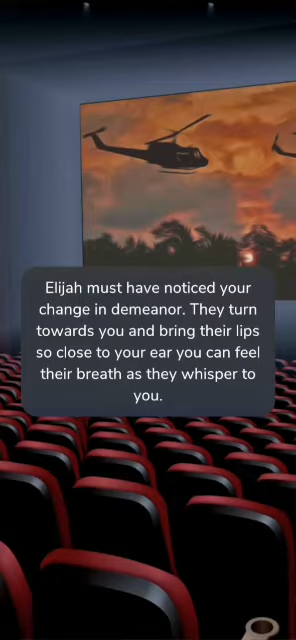 Elijah must have noticed your
change in demeanor. They turn
towards you and bring their lips
so close to your ear you can feel
their breath as they whisper to
you.